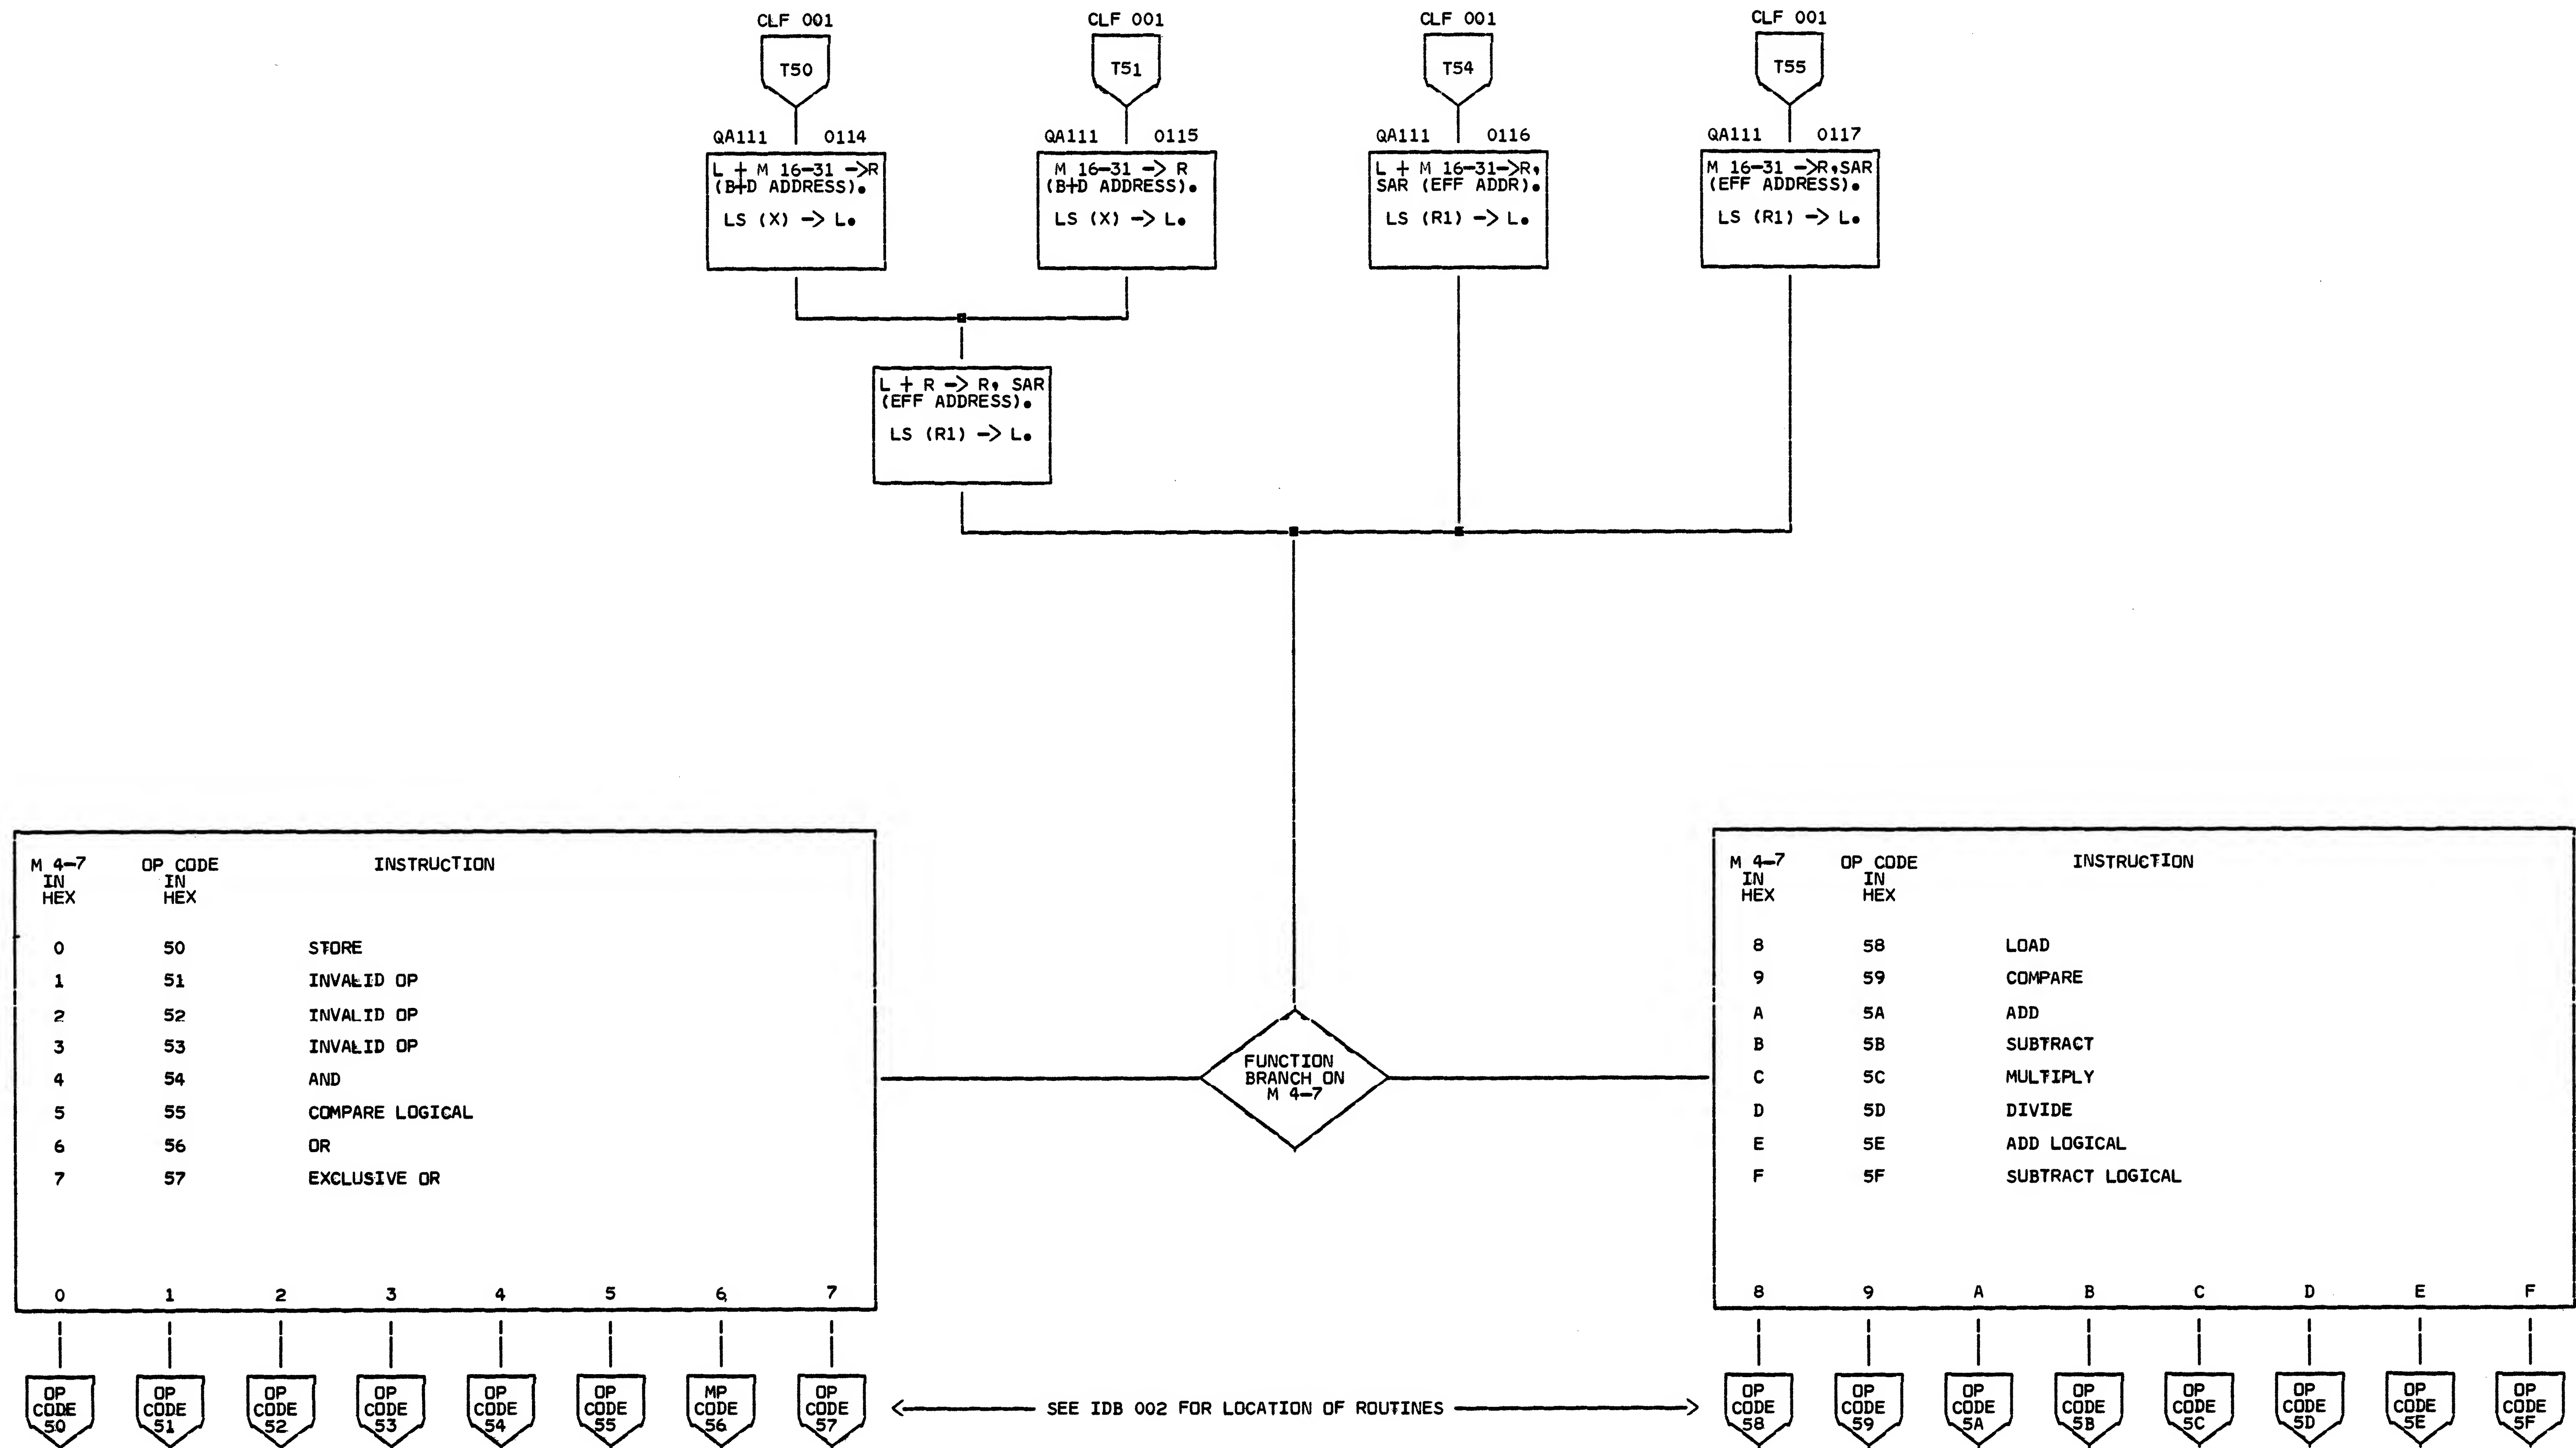 CLF 001 CLF 001 CLF 001 CLF 001
T50 T51 T54 T55
QA111 0114 QA111 0115 QA111 0116 QA111 0117
L + M 16-31 ->R
(B+D ADDRESS).
LS (X) -> L.
M 16-31 -> R
(B+D ADDRESS).
LS (X) -> L.
L + M 16-31->R,
SAR (EFF ADDR).
LS (R1) -> L.
M 16-31 ->R,SAR
(EFF ADDRESS).
LS (R1) -> L.
L + R -> R, SAR
(EFF ADDRESS).
LS (R1) -> L.
M 4-7 OP CODE INSTRUCTION
IN IN
HEX HEX
0 50 STORE
1 51 INVALID OP
2 52 INVALID OP
3 53 INVALID OP
4 54 AND
5 55 COMPARE LOGICAL
6 56 OR
7 57 EXCLUSIVE OR
0 1 2 3 4 5 6 7
FUNCTION
BRANCH ON
M 4-7
M 4-7 OP CODE INSTRUCTION
IN IN
HEX HEX
8 58 LOAD
9 59 COMPARE
A 5A ADD
B 5B SUBTRACT
C 5C MULTIPLY
D 5D DIVIDE
E 5E ADD LOGICAL
F 5F SUBTRACT LOGICAL
8 9 A B C D E F
OP
CODE
50
OP
CODE
51
OP
CODE
52
OP
CODE
53
OP
CODE
54
OP
CODE
55
MP
CODE
56
OP
CODE
57
<--- SEE IDB 002 FOR LOCATION OF ROUTINES --->
OP
CODE
58
OP
CODE
59
OP
CODE
5A
OP
CODE
5B
OP
CODE
5C
OP
CODE
5D
OP
CODE
5E
OP
CODE
5F